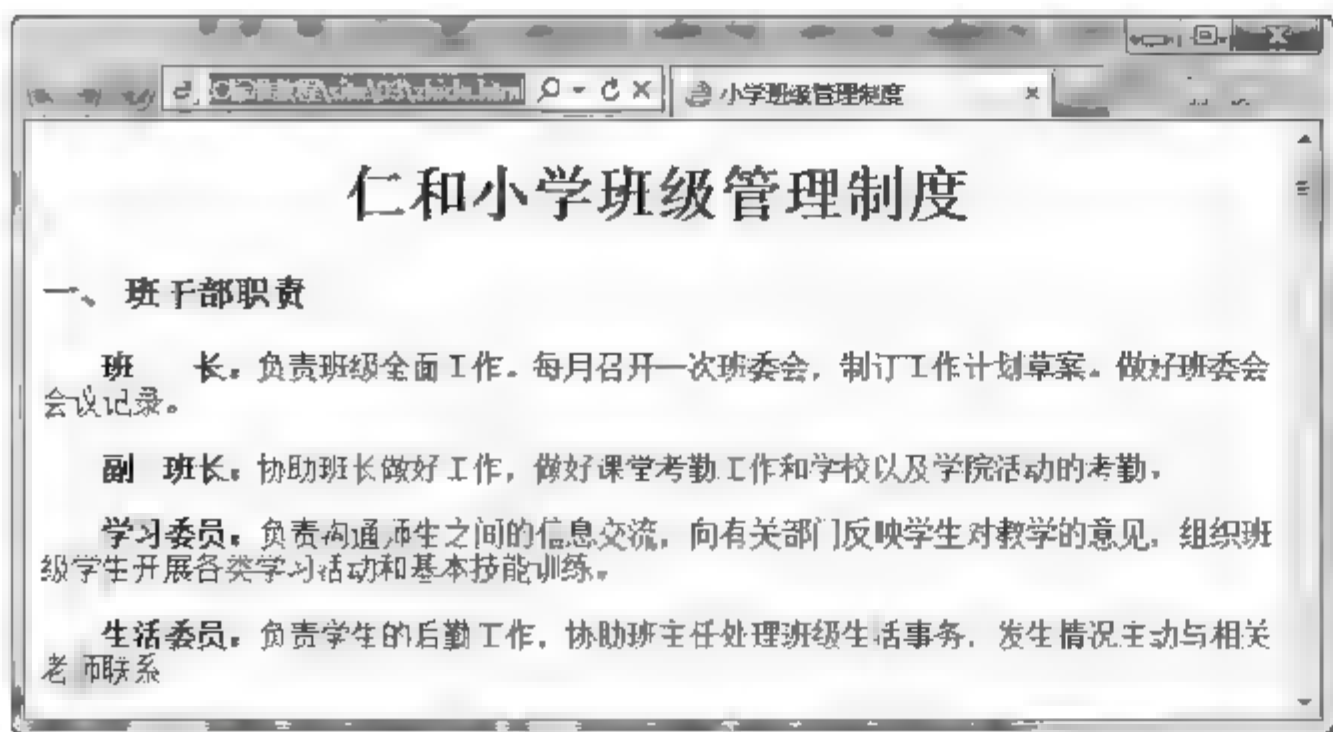 小学班级管理制度
仁和小学班级管理制度
一、班干部职责
班 长。负责班级全面工作。每月召开一次班委会，制订工作计划草案。做好班委会
会议记录。
副 班长。协助班长做好工作，做好课堂考勤工作和学校以及学院活动的考勤。
学习委员。负责沟通师生之间的信息交流，向有关部门反映学生对教学的意见，组织班
级学生开展各类学习活动和基本技能训练。
生活委员。负责学生的后勤工作，协助班主任处理班级生活事务，发生情况主动与相关
老师联系